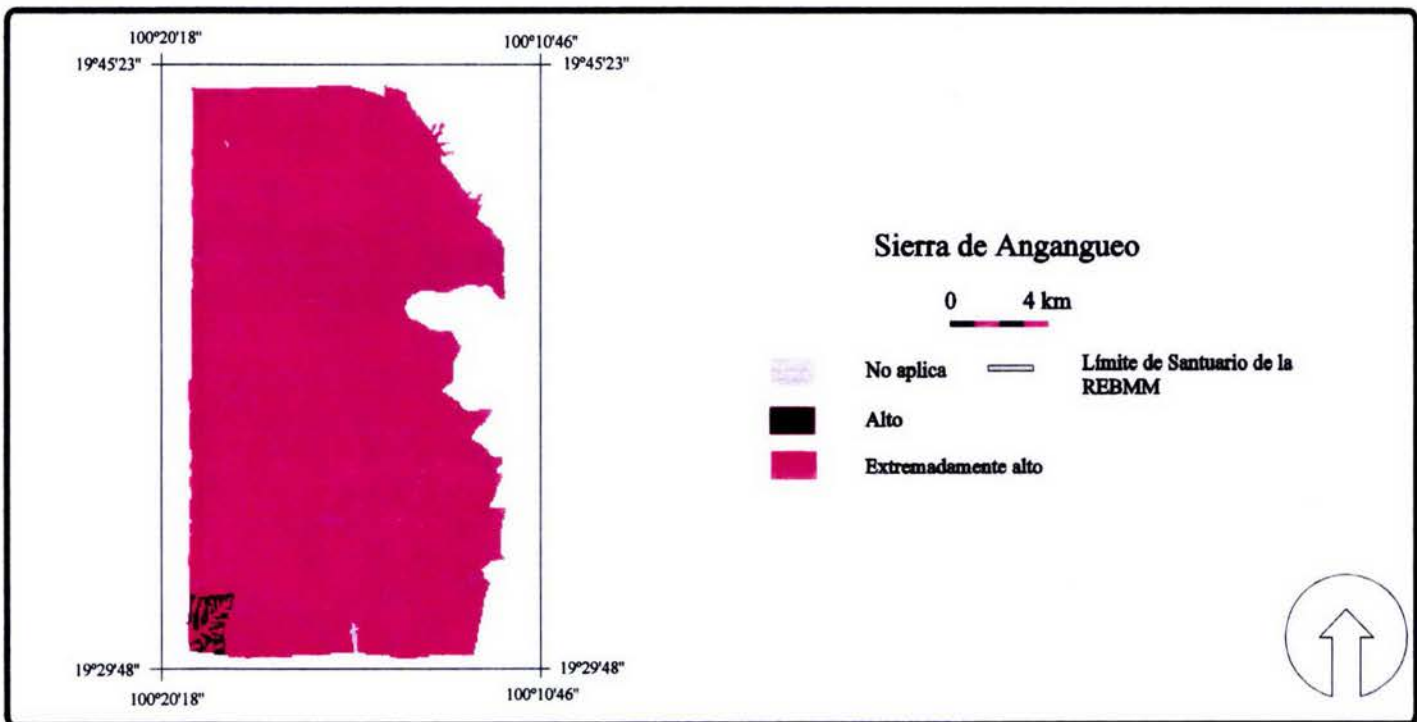 100°20'18" 100°10'46"
19°45'23" 19°45'23"
Sierra de Angangueo
0 4 km
No aplica
Límite de Santuario de la
REBMM
Alto
Extremadamente alto
19°29'48" 19°29'48"
100°20'18" 100°10'46"